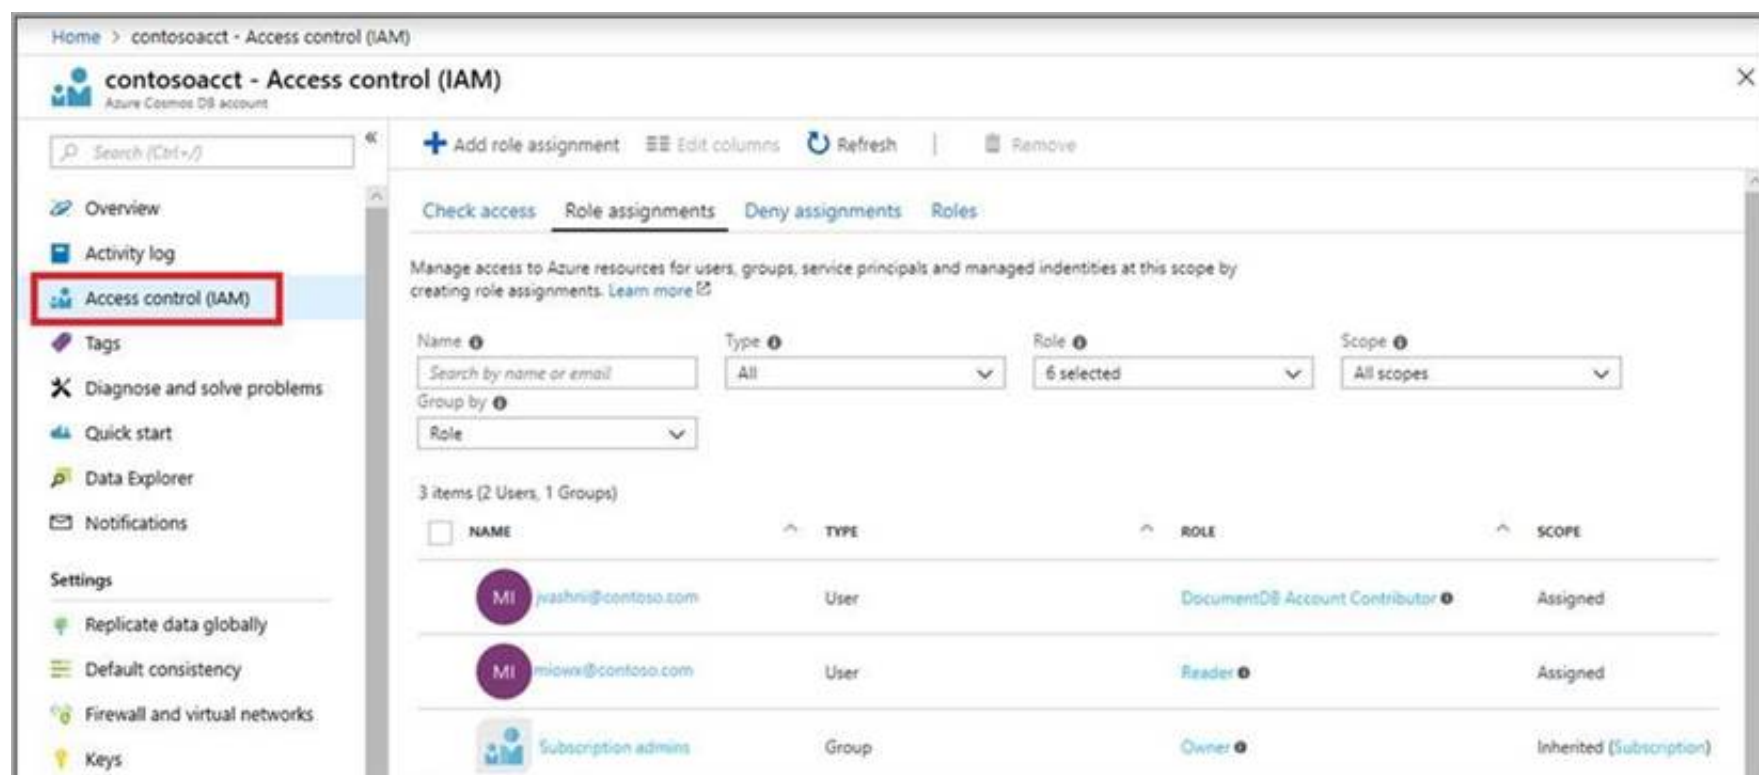 Home > contosoacct - Access control (IAM)
contosoacct - Access control (IAM)
Azure Cosmos DB account
Search (Ctrl+/)
Overview
Activity log
Access control (IAM)
Tags
Diagnose and solve problems
Quick start
Data Explorer
Notifications
Settings
Replicate data globally
Default consistency
Firewall and virtual networks
Keys
Add role assignment Edit columns Refresh | Remove
Check access Role assignments Deny assignments Roles
Manage access to Azure resources for users, groups, service principals and managed indentities at this scope by
creating role assignments. Learn more
Name Type Role Scope
Search by name or email All 6 selected All scopes
Group by
Role
3 items (2 Users, 1 Groups)
NAME TYPE ROLE SCOPE
MI jvashni@contoso.com User DocumentDB Account Contributor Assigned
MI miowx@contoso.com User Reader Assigned
Subscription admins Group Owner Inherited (Subscription)